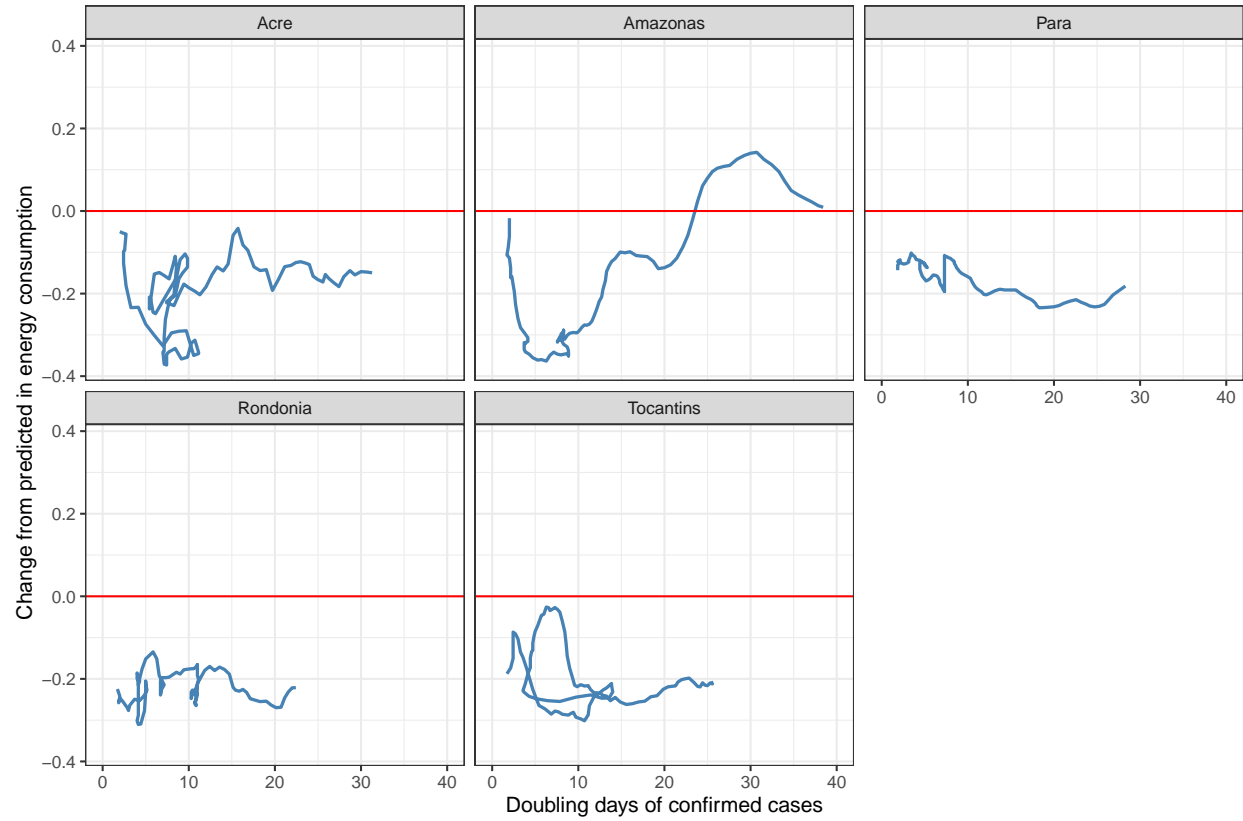 Acre
Amazonas
Para
0.4
0.2
0.0
−0.2
−0.4
0 10 20 30 40
Rondonia
Tocantins
0.4
0.2
0.0
−0.2
−0.4
0 10 20 30 40
0 10 20 30 40
Change from predicted in energy consumption
Doubling days of confirmed cases